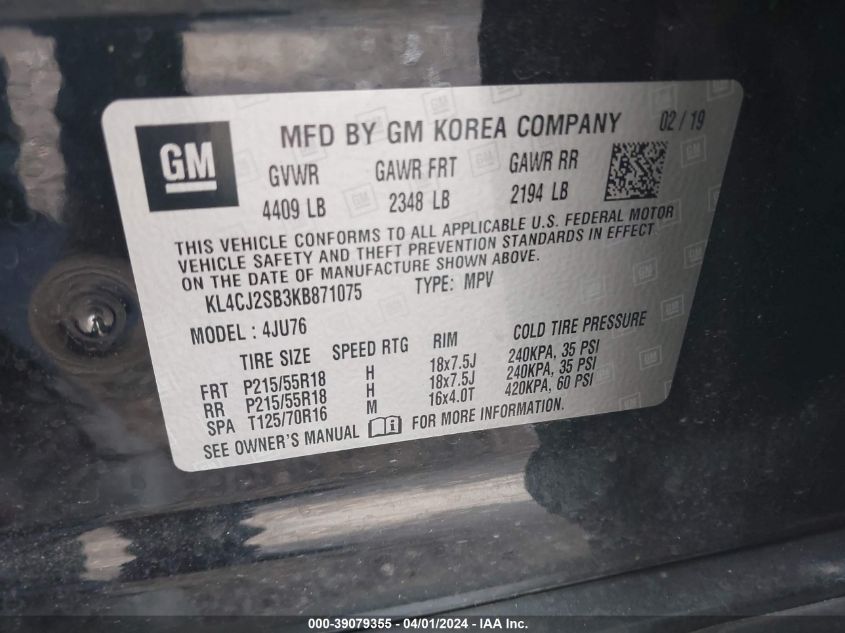 GM
MFD BY GM KOREA COMPANY 02/19
GVWR GAWR FRT GAWR RR
4409 LB 2348 LB 2194 LB
THIS VEHICLE CONFORMS TO ALL APPLICABLE U.S. FEDERAL MOTOR
VEHICLE SAFETY AND THEFT PREVENTION STANDARDS IN EFFECT
ON THE DATE OF MANUFACTURE SHOWN ABOVE.
KL4CJ2SB3KB871075 TYPE: MPV
MODEL: 4JU76
TIRE SIZE SPEED RTG RIM COLD TIRE PRESSURE
FRT P215/55R18 H 18x7.5J 240KPA, 35 PSI
RR P215/55R18 H 18x7.5J 240KPA, 35 PSI
SPA T125/70R16 M 16x4.0T 420KPA, 60 PSI
SEE OWNER'S MANUAL FOR MORE INFORMATION.
000-39079355 - 04/01/2024 - IAA Inc.